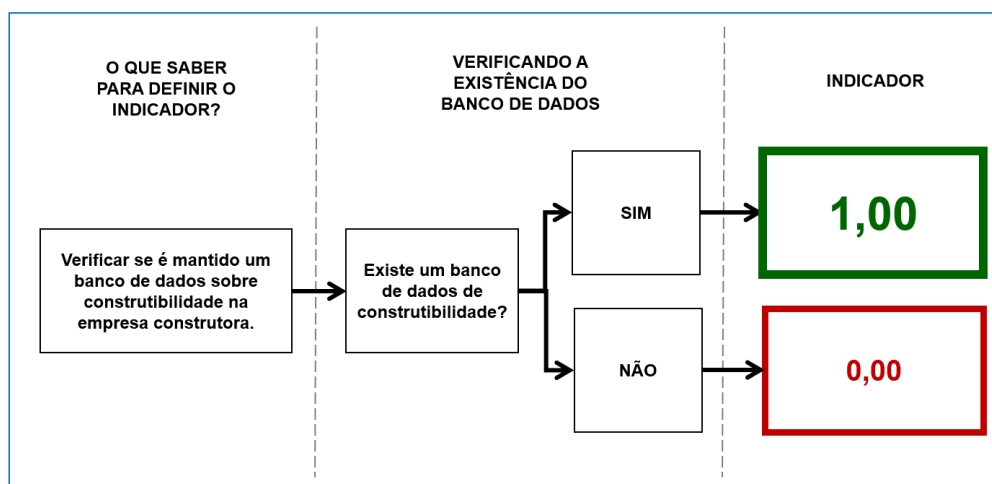 O QUE SABER
PARA DEFINIR O
INDICADOR?
VERIFICANDO A
EXISTÊNCIA DO
BANCO DE DADOS
INDICADOR
Verificar se é mantido um
banco de dados sobre
construtibilidade na
empresa construtora.
Existe um banco
de dados de
construtibilidade?
SIM
1,00
NÃO
0,00